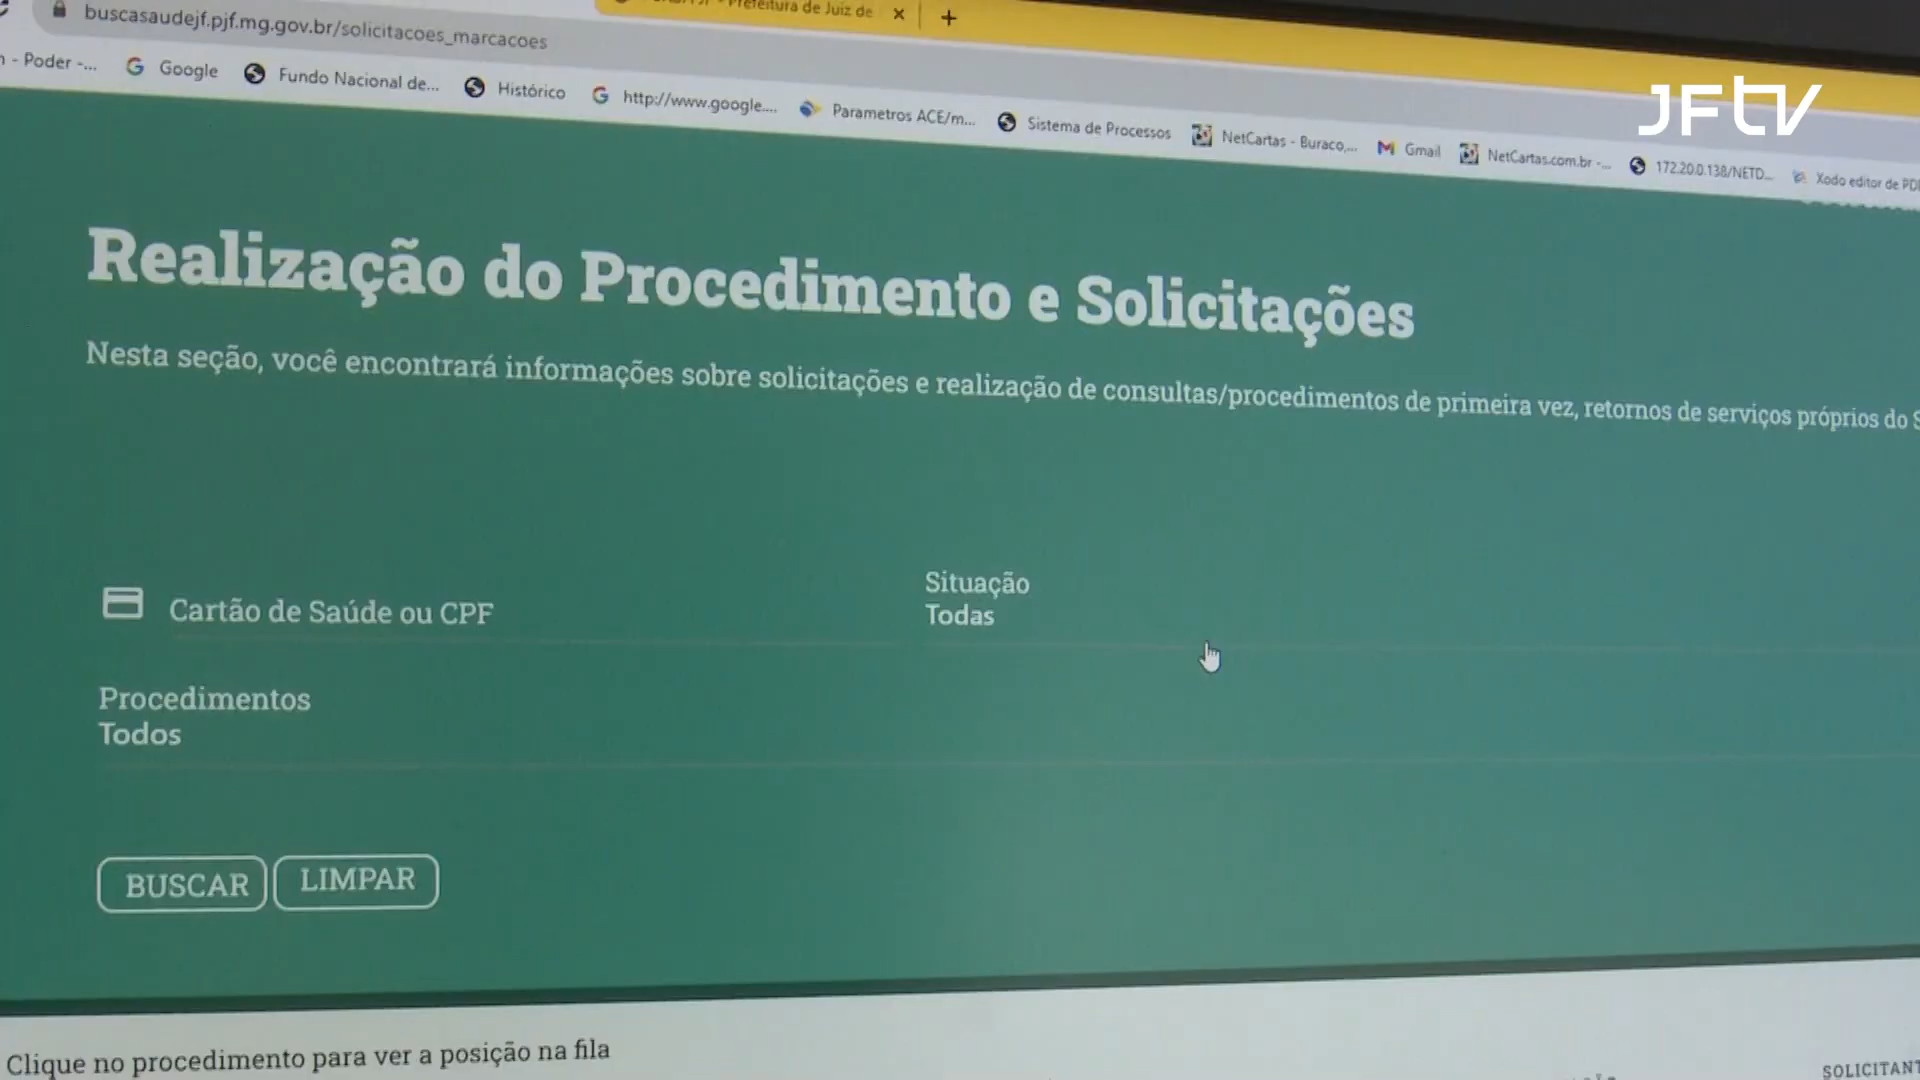 Prefeitura de Juiz de
buscasaudejf.pjf.mg.gov.br/solicitacoes_marcacoes
- Poder -... Google Fundo Nacional de... Histórico http://www.google.... Parametros ACE/m... Sistema de Processos NetCartas - Buraco,... Gmail NetCartas.com.br -... 172.20.0.138/NETD... Xodo editor de PD
JFtv
Realização do Procedimento e Solicitações
Nesta seção, você encontrará informações sobre solicitações e realização de consultas/procedimentos de primeira vez, retornos de serviços próprios do S
Cartão de Saúde ou CPF
Situação
Todas
Procedimentos
Todos
BUSCAR LIMPAR
Clique no procedimento para ver a posição na fila
SOLICITANT